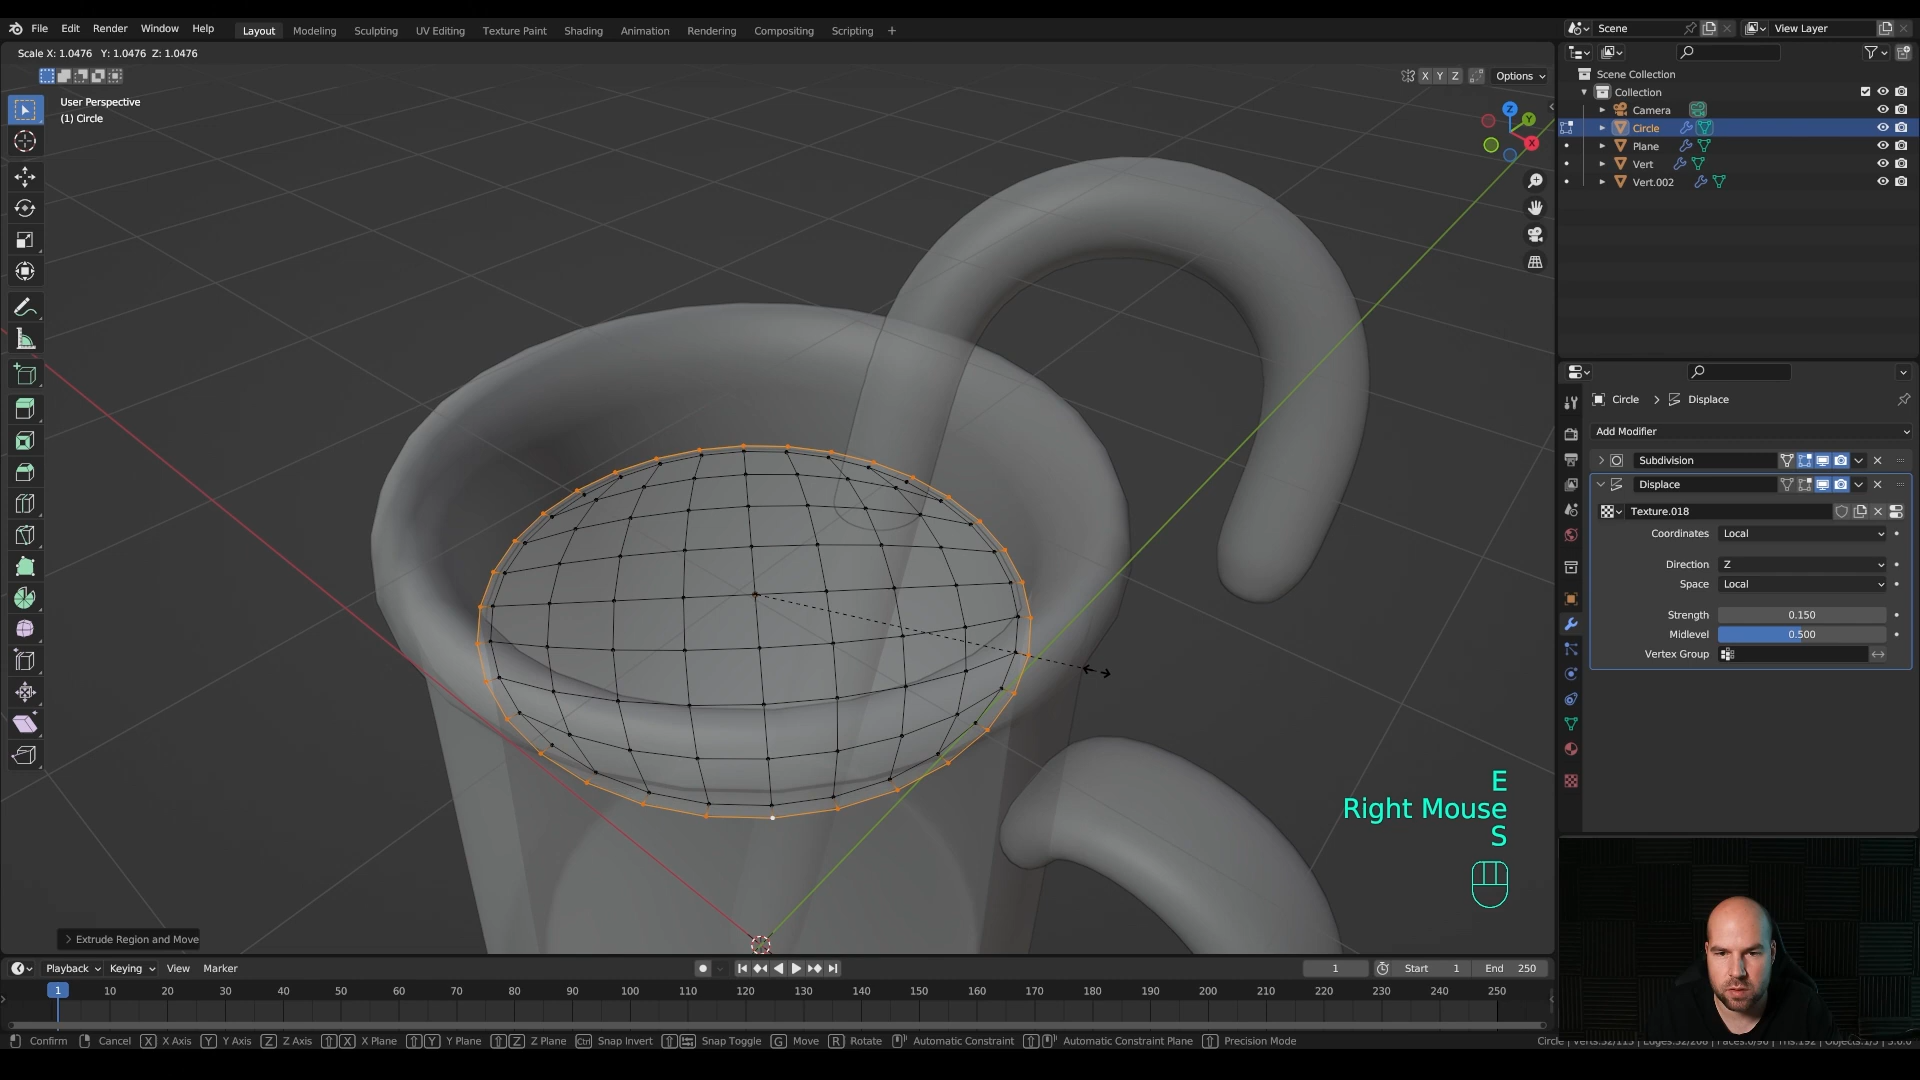 File Edit Render Window Help Layout Modeling Sculpting UV Editing Texture Paint Shading Animation Rendering Compositing Scripting + Scene View Layer
Scale X: 1.0476 Y: 1.0476 Z: 1.0476
X Y Z Options
User Perspective
(1) Circle
Z
Y
X
Scene Collection
Collection
Camera
Circle
Plane
Vert
Vert.002
Circle > Displace
Add Modifier
Subdivision
Displace
Texture.018
Coordinates Local
Direction Z
Space Local
Strength 0.150
Midlevel 0.500
Vertex Group
E
Right Mouse
S
Extrude Region and Move
Playback Keying View Marker 1 Start 1 End 250
1 10 20 30 40 50 60 70 80 90 100 110 120 130 140 150 160 170 180 190 200 210 220 230 240 250
Confirm Cancel X X Axis Y Y Axis Z Z Axis X X Plane Y Y Plane Z Z Plane Ctrl Snap Invert Snap Toggle G Move R Rotate Automatic Constraint Automatic Constraint Plane Precision Mode